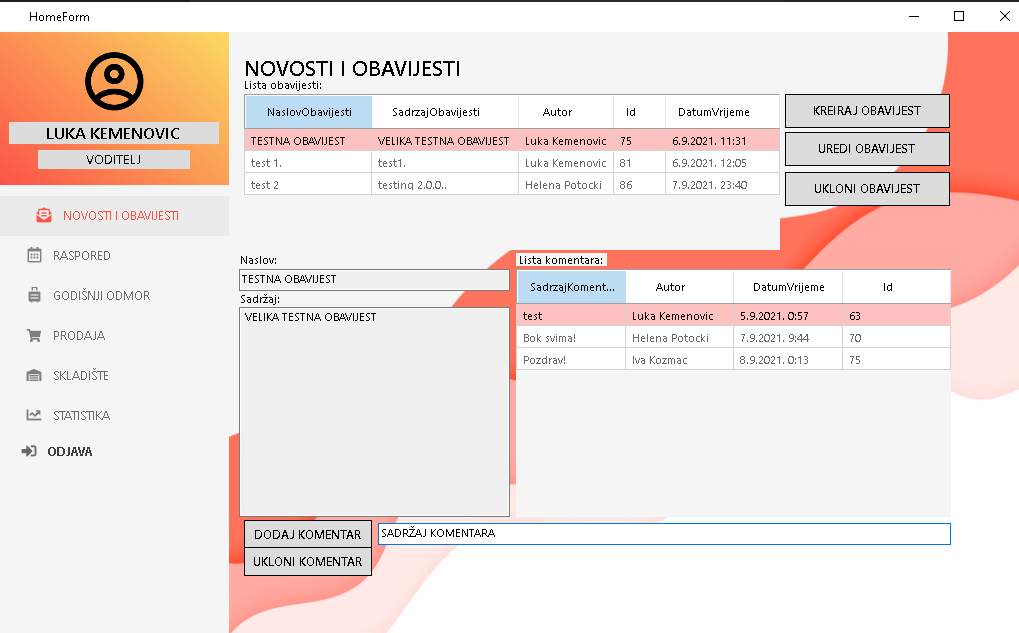 HomeForm
LUKA KEMENOVIC
VODITELJ
NOVOSTI I OBAVIJESTI
RASPORED
GODIŠNJI ODMOR
PRODAJA
SKLADIŠTE
STATISTIKA
ODJAVA
NOVOSTI I OBAVIJESTI
Lista obavijesti:
NaslovObavijesti SadrzajObavijesti Autor Id DatumVrijeme
TESTNA OBAVIJEST VELIKA TESTNA OBAVIJEST Luka Kemenovic 75 6.9.2021. 11:31
test 1. test1. Luka Kemenovic 81 6.9.2021. 12:05
test 2 testing 2.0.0.. Helena Potocki 86 7.9.2021. 23:40
KREIRAJ OBAVIJEST
UREDI OBAVIJEST
UKLONI OBAVIJEST
Naslov:
TESTNA OBAVIJEST
Sadržaj:
VELIKA TESTNA OBAVIJEST
Lista komentara:
SadrzajKoment... Autor DatumVrijeme Id
test Luka Kemenovic 5.9.2021. 0:57 63
Bok svima! Helena Potocki 7.9.2021. 9:44 70
Pozdrav! Iva Kozmac 8.9.2021. 0:13 75
DODAJ KOMENTAR
SADRŽAJ KOMENTARA
UKLONI KOMENTAR